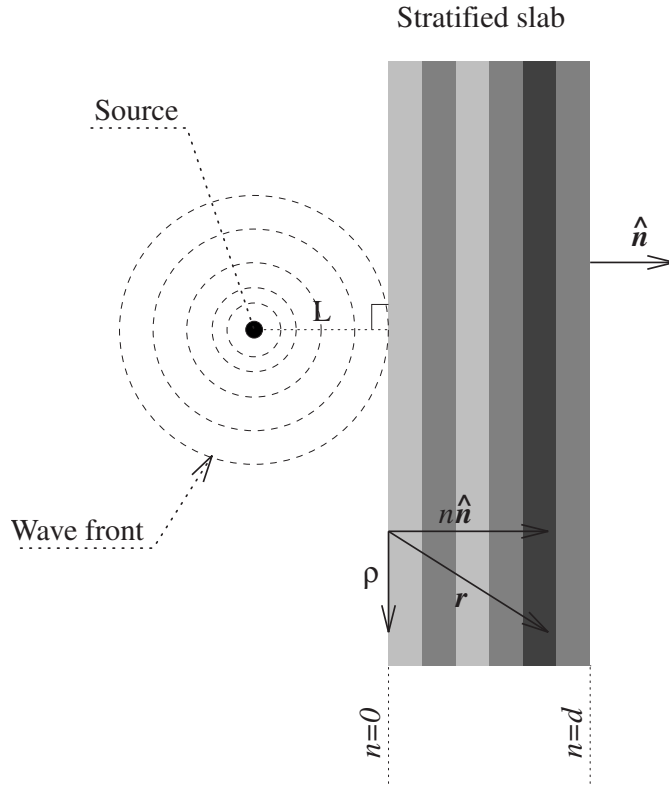 Stratified slab
Source
n̂
L
Wave front
nn̂
ρ
r
n=0
n=d